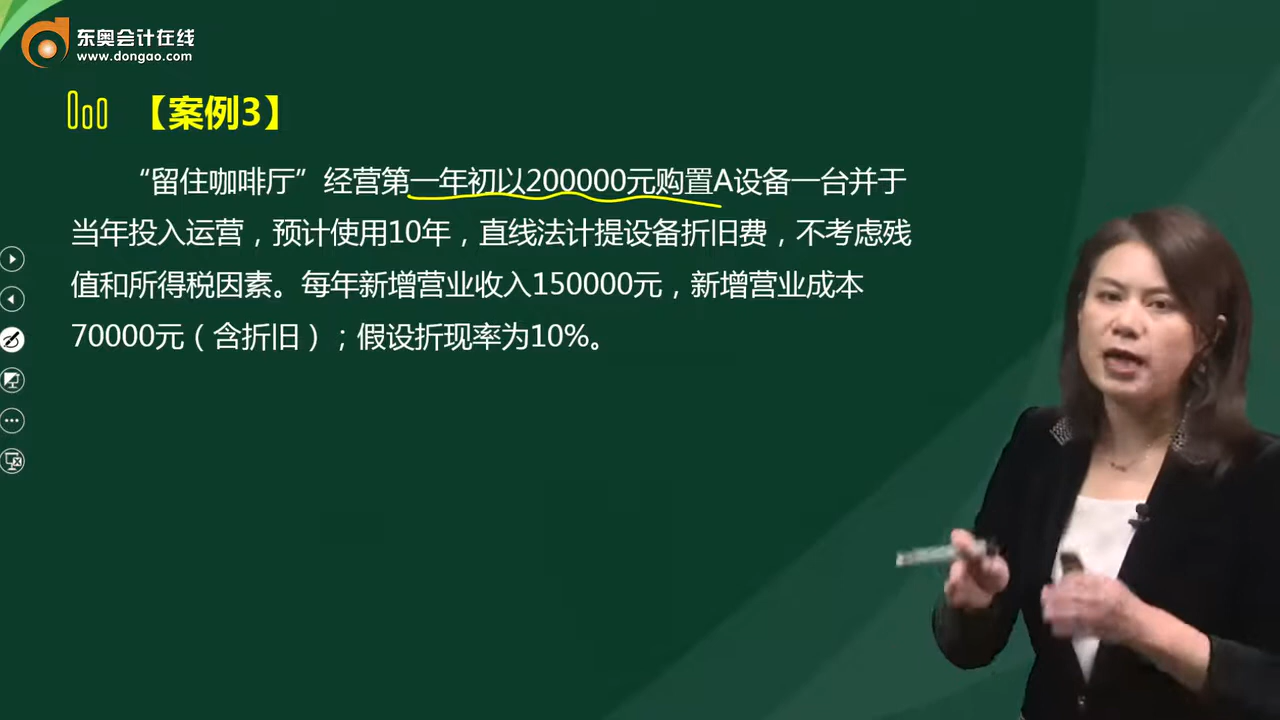 东奥会计在线
www.dongao.com
【案例3】
“留住咖啡厅”经营第一年初以200000元购置A设备一台并于
当年投入运营，预计使用10年，直线法计提设备折旧费，不考虑残
值和所得税因素。每年新增营业收入150000元，新增营业成本
70000元（含折旧）；假设折现率为10%。